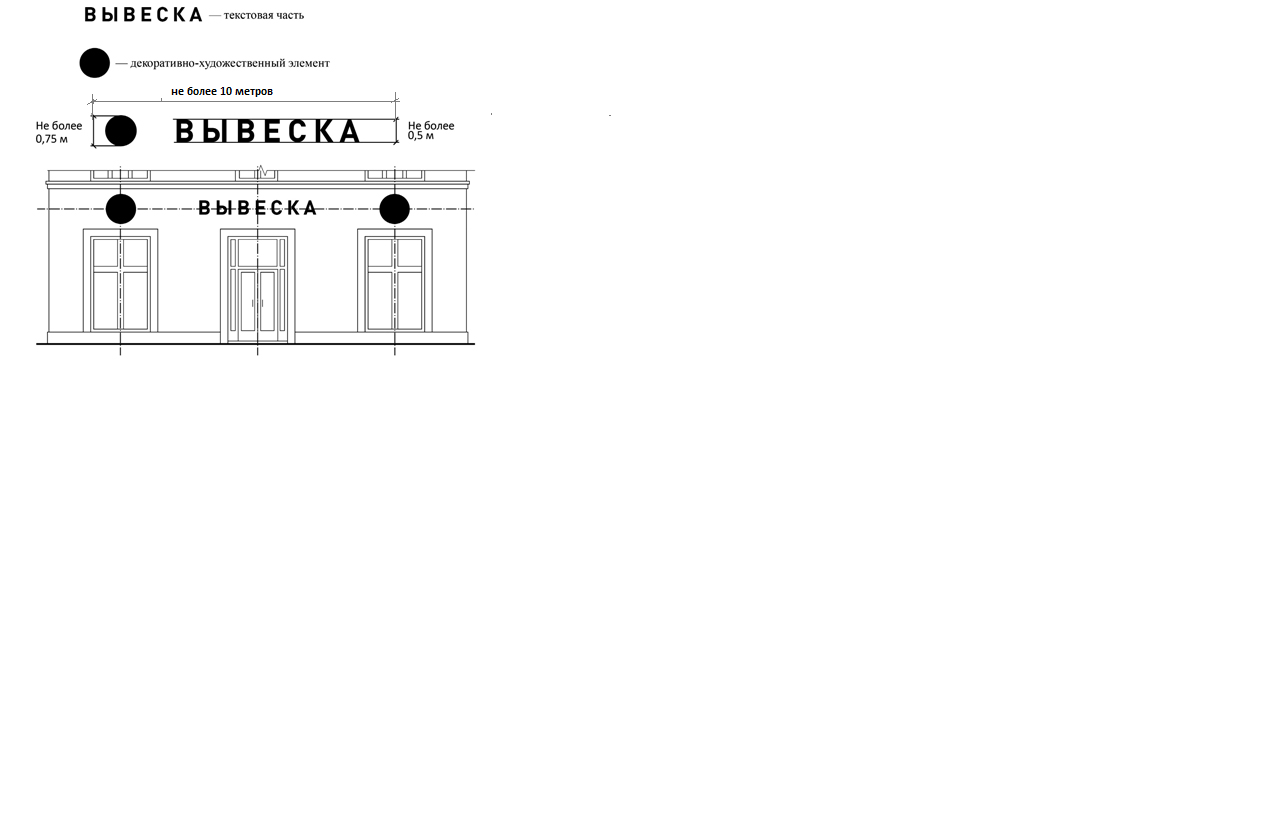 ВЫВЕСКА — текстовая часть
— декоративно-художественный элемент
не более 10 метров
Не более
0,75 м
ВЫВЕСКА
Не более
0,5 м
ВЫВЕСКА